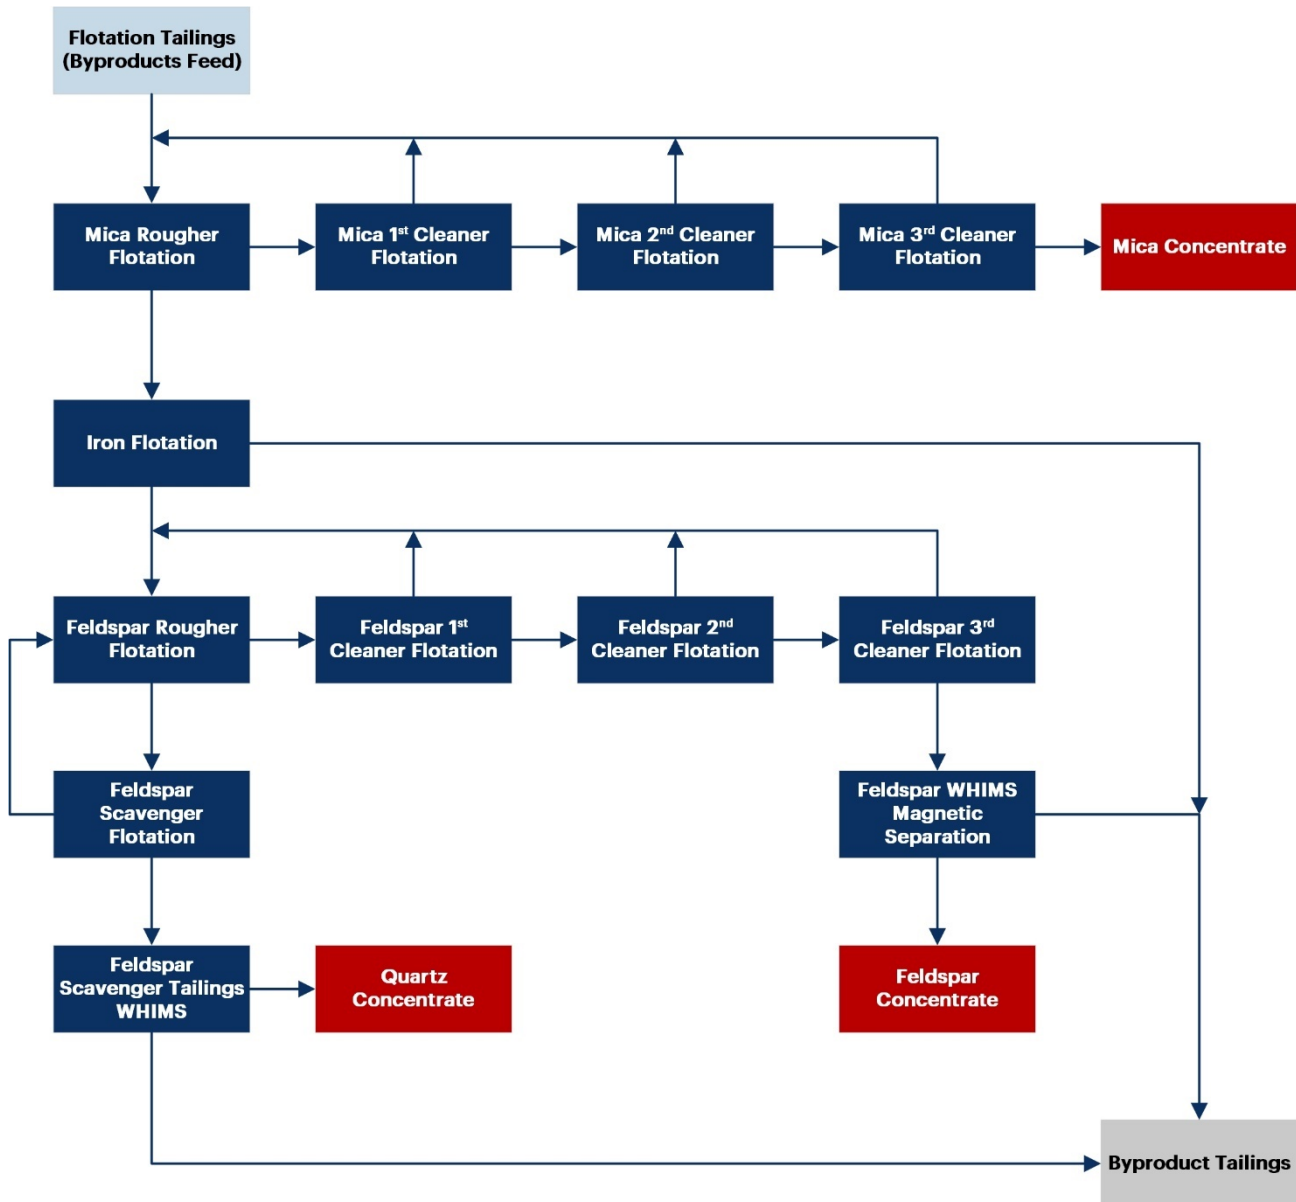 Flotation Tailings
(Byproducts Feed)
Mica Rougher
Flotation
Mica 1st Cleaner
Flotation
Mica 2nd Cleaner
Flotation
Mica 3rd Cleaner
Flotation
Mica Concentrate
Iron Flotation
Feldspar Rougher
Flotation
Feldspar 1st
Cleaner Flotation
Feldspar 2nd
Cleaner Flotation
Feldspar 3rd
Cleaner Flotation
Feldspar
Scavenger
Flotation
Feldspar WHIMS
Magnetic
Separation
Feldspar
Scavenger Tailings
WHIMS
Quartz
Concentrate
Feldspar
Concentrate
Byproduct Tailings